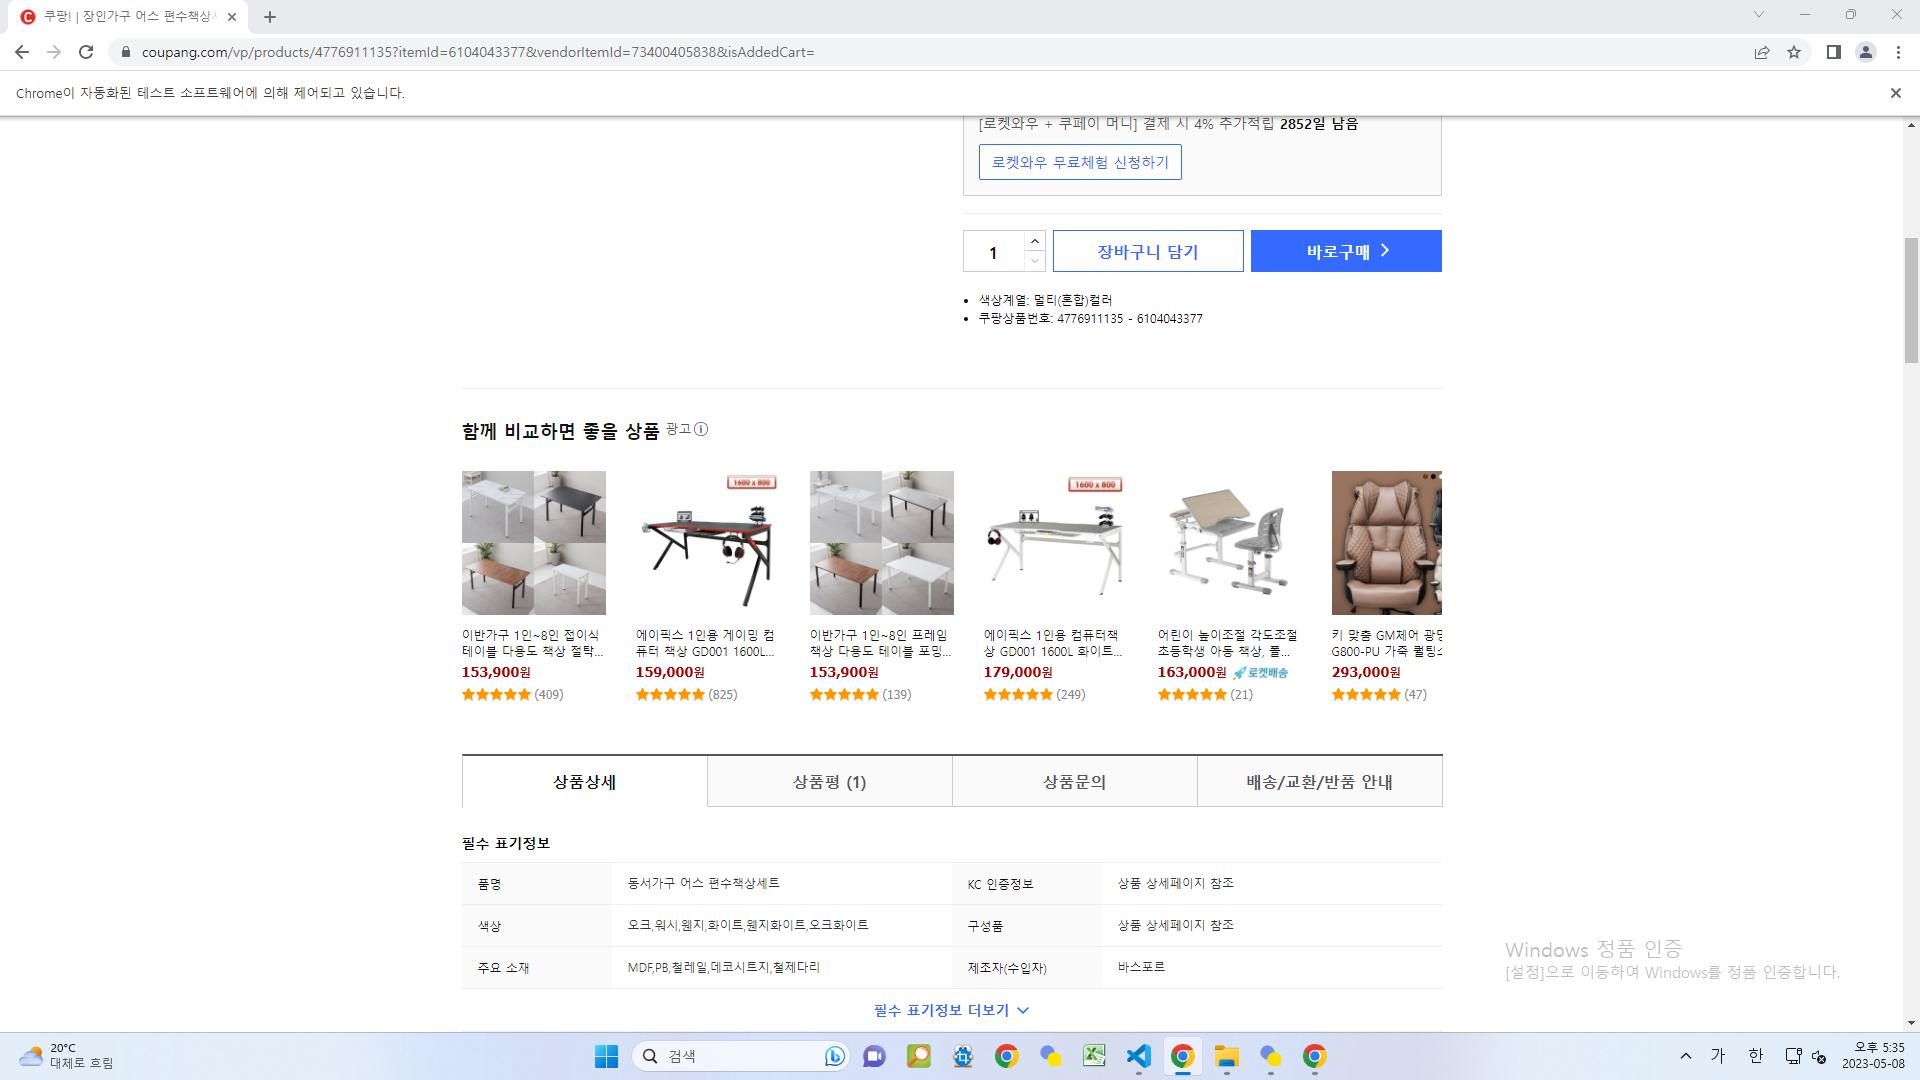 쿠팡! | 장인가구 어스 편수책상
coupang.com/vp/products/4776911135?itemId=6104043377&vendorItemId=73400405838&isAddedCart=
Chrome이 자동화된 테스트 소프트웨어에 의해 제어되고 있습니다.
[로켓와우 + 쿠페이 머니] 결제 시 4% 추가적립 2852일 남음
로켓와우 무료체험 신청하기
1
장바구니 담기
바로구매
색상계열: 멀티(혼합)컬러
쿠팡상품번호: 4776911135 - 6104043377
함께 비교하면 좋을 상품 광고
1600 x 800
1600 x 800
이반가구 1인~8인 접이식
테이블 다용도 책상 절탁...
153,900원
(409)
에이픽스 1인용 게이밍 컴
퓨터 책상 GD001 1600L...
159,000원
(825)
이반가구 1인~8인 프레임
책상 다용도 테이블 포밍...
153,900원
(139)
에이픽스 1인용 컴퓨터책
상 GD001 1600L 화이트...
179,000원
(249)
어린이 높이조절 각도조절
초등학생 아동 책상, 풀...
163,000원 로켓배송
(21)
키 맞춤 GM체어 광명
G800-PU 가죽 퀼팅
293,000원
(47)
상품상세
상품평 (1)
상품문의
배송/교환/반품 안내
필수 표기정보
품명 동서가구 어스 편수책상세트 KC 인증정보 상품 상세페이지 참조
색상 오크,워시,웬지,화이트,웬지화이트,오크화이트 구성품 상품 상세페이지 참조
주요 소재 MDF,PB,철레일,데코시트지,철제다리 제조자(수입자) 바스포르
필수 표기정보 더보기
Windows 정품 인증
[설정]으로 이동하여 Windows를 정품 인증합니다.
20°C
대체로 흐림
검색
가
한
오후 5:35
2023-05-08